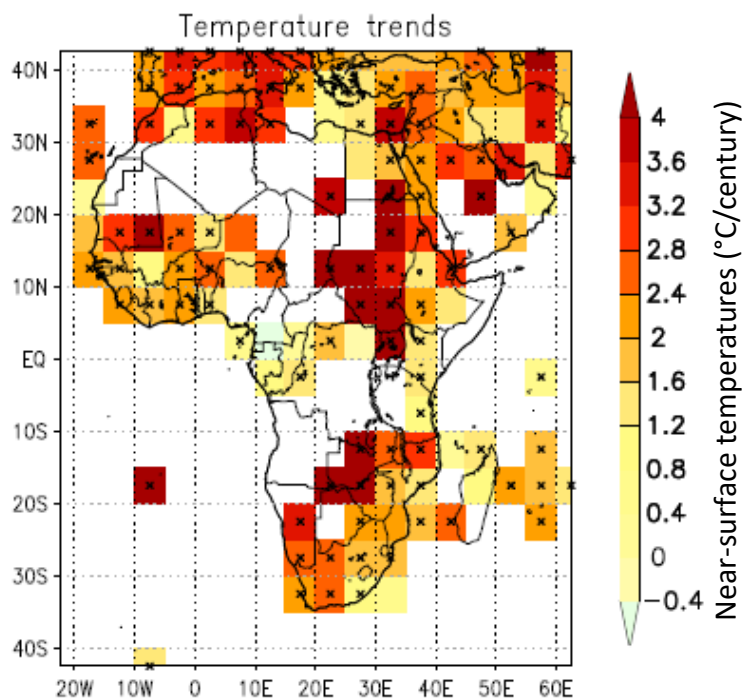 Temperature trends
40N
30N
20N
10N
EQ
10S
20S
30S
40S
20W 10W 0 10E 20E 30E 40E 50E
4
3.6
3.2
2.8
2.4
2
1.6
1.2
0.8
0.4
0
−0.4
Near-surface temperatures (°C/century)